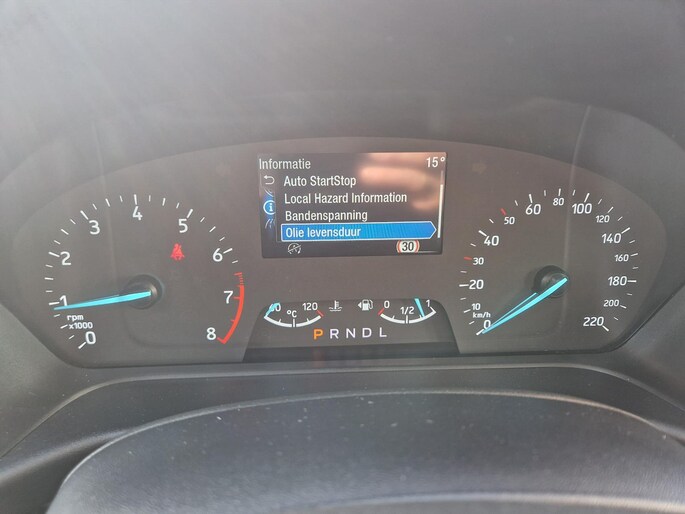 Informatie 15°
Auto StartStop
Local Hazard Information
Bandenspanning
Olie levensduur
30
0
1
2
3
4
5
6
7
8
rpm
x1000
60 120
°C
0 1/2 1
P R N D L
0
10
20
30
40
50
60
80
100
120
140
160
180
200
220
km/h